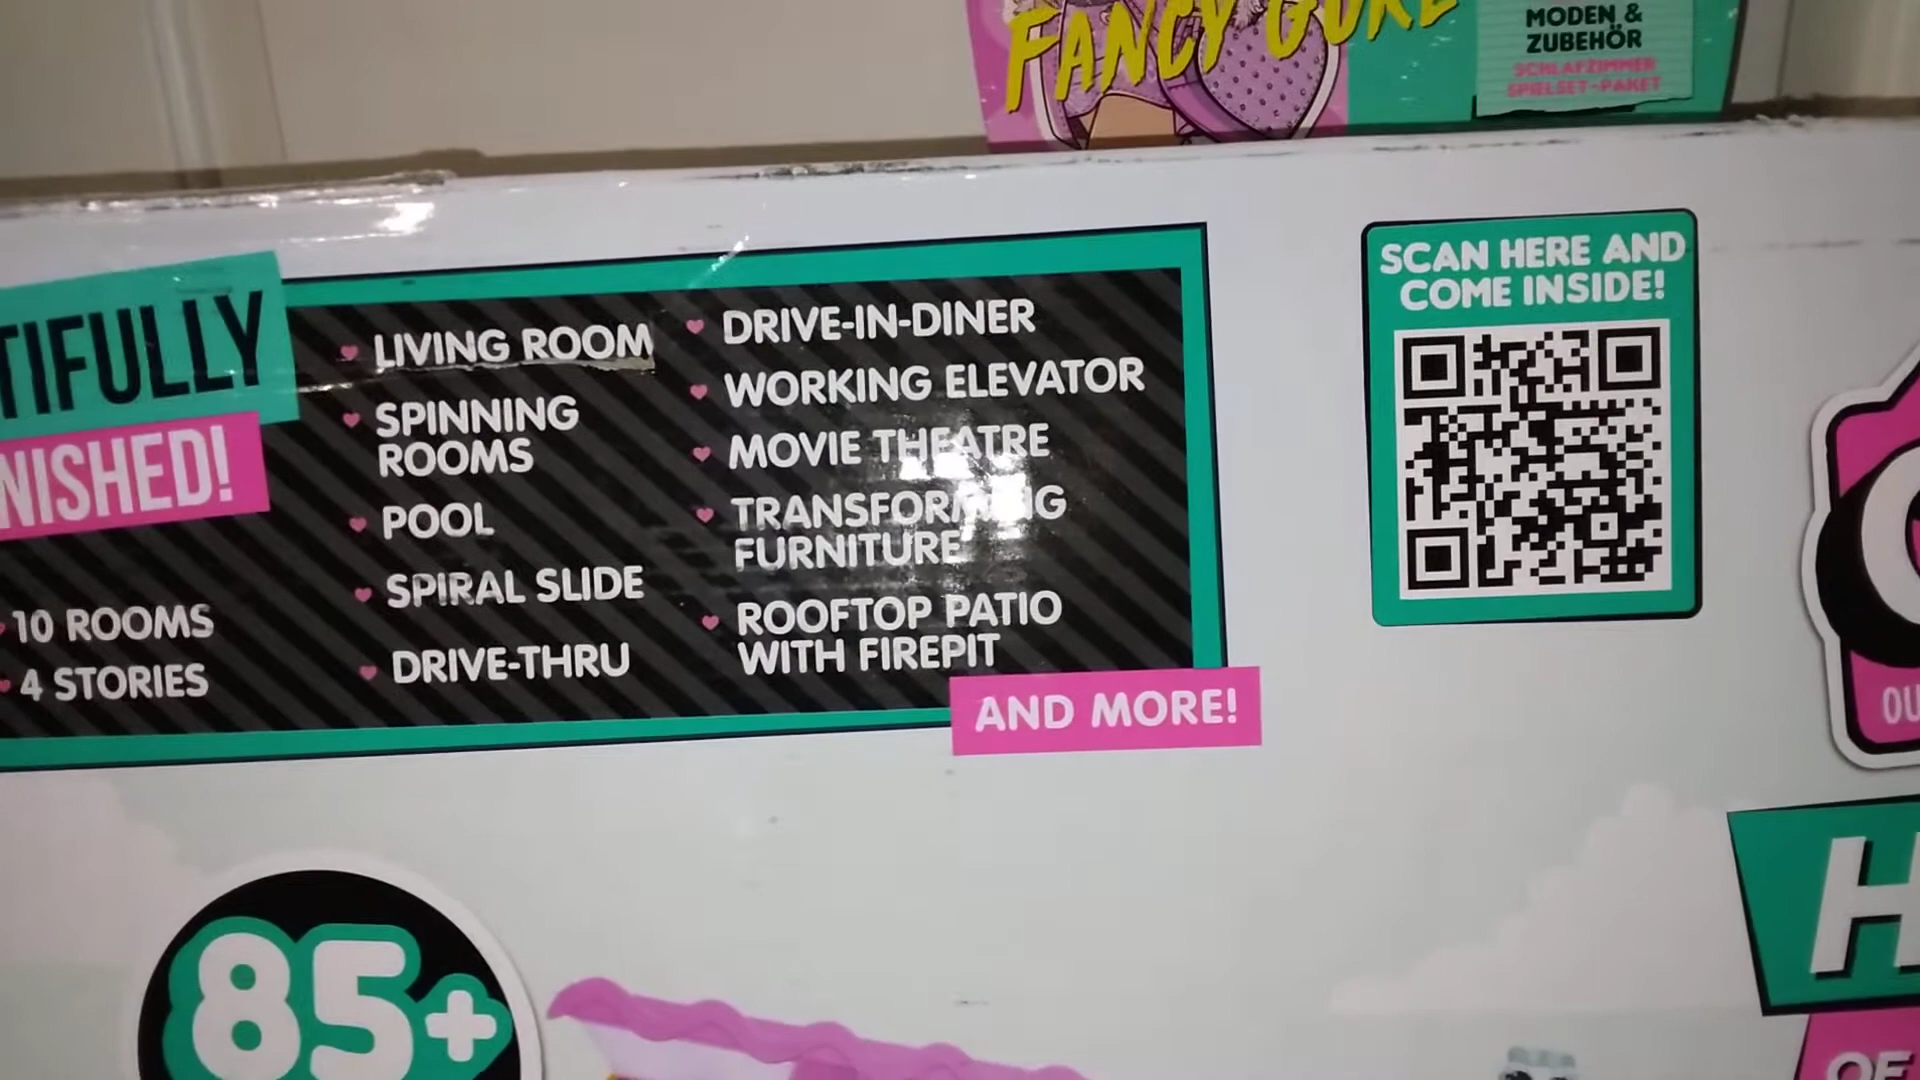 FANCY GURL
MODEN &
ZUBEHÖR
SCHLAFZIMMER
SPIELSET-PAKET
TIFULLY
NISHED!
10 ROOMS
4 STORIES
LIVING ROOM
SPINNING
ROOMS
POOL
SPIRAL SLIDE
DRIVE-THRU
DRIVE-IN-DINER
WORKING ELEVATOR
MOVIE THEATRE
TRANSFORMING
FURNITURE
ROOFTOP PATIO
WITH FIREPIT
AND MORE!
SCAN HERE AND
COME INSIDE!
85+
OU
H
OF